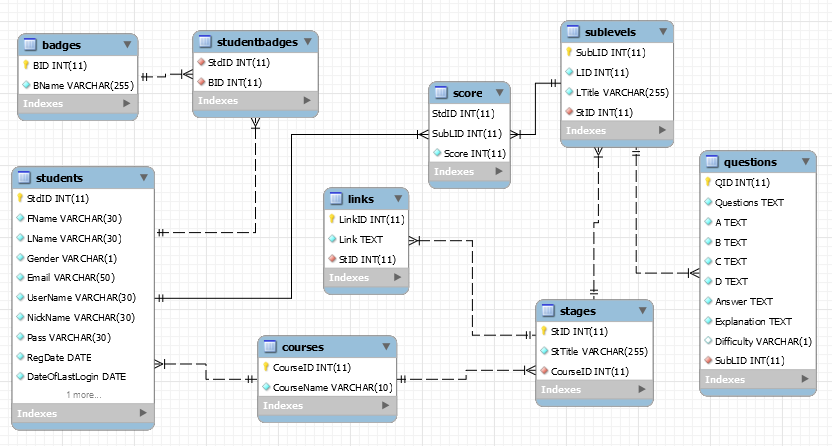 badges
BID INT(11)
BName VARCHAR(255)
Indexes
studentbadges
StdID INT(11)
BID INT(11)
Indexes
sublevels
SubLID INT(11)
LID INT(11)
LTitle VARCHAR(255)
StID INT(11)
Indexes
score
StdID INT(11)
SubLID INT(11)
Score INT(11)
Indexes
students
StdID INT(11)
FName VARCHAR(30)
LName VARCHAR(30)
Gender VARCHAR(1)
Email VARCHAR(50)
UserName VARCHAR(30)
NickName VARCHAR(30)
Pass VARCHAR(30)
RegDate DATE
DateOfLastLogin DATE
1 more...
Indexes
links
LinkID INT(11)
Link TEXT
StID INT(11)
Indexes
questions
QID INT(11)
Questions TEXT
A TEXT
B TEXT
C TEXT
D TEXT
Answer TEXT
Explanation TEXT
Difficulty VARCHAR(1)
SubLID INT(11)
Indexes
courses
CourseID INT(11)
CourseName VARCHAR(10)
Indexes
stages
StID INT(11)
StTitle VARCHAR(255)
CourseID INT(11)
Indexes